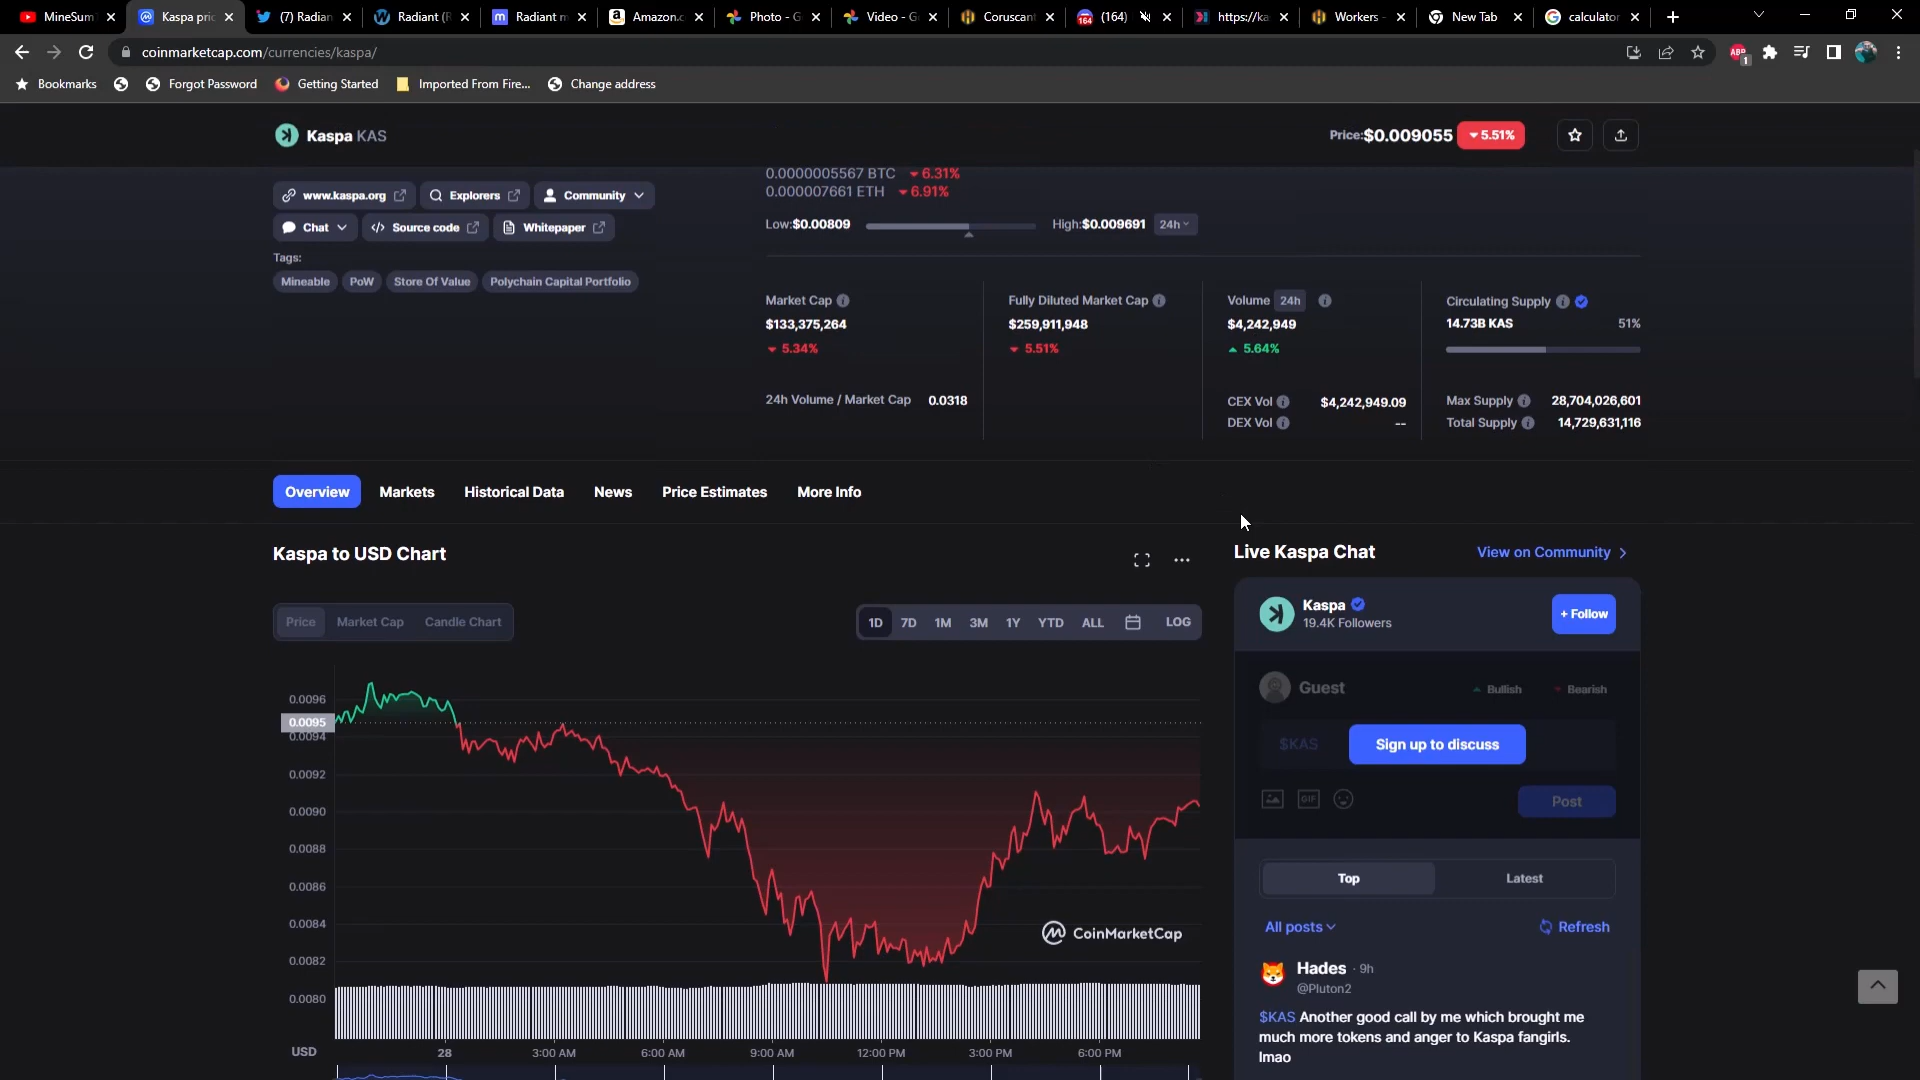 MineSum
Kaspa pric
(7) Radian
Radiant (R
Radiant m
Amazon.c
Photo - G
Video - G
Coruscant
(164)
https://ka
Workers -
New Tab
calculator
coinmarketcap.com/currencies/kaspa/
ABP
1
Bookmarks
Forgot Password
Getting Started
Imported From Fire...
Change address
Kaspa KAS
Price:$0.009055
5.51%
0.0000005567 BTC 6.31%
0.000007661 ETH 6.91%
www.kaspa.org
Explorers
Community
Low:$0.00809
High:$0.009691
24h
Chat
Source code
Whitepaper
Tags:
Mineable
PoW
Store Of Value
Polychain Capital Portfolio
Market Cap
$133,375,264
5.34%
24h Volume / Market Cap 0.0318
Fully Diluted Market Cap
$259,911,948
5.51%
Volume 24h
$4,242,949
5.64%
CEX Vol $4,242,949.09
DEX Vol --
Circulating Supply
14.73B KAS 51%
Max Supply 28,704,026,601
Total Supply 14,729,631,116
Overview
Markets
Historical Data
News
Price Estimates
More Info
Kaspa to USD Chart
Price
Market Cap
Candle Chart
1D
7D
1M
3M
1Y
YTD
ALL
LOG
0.0096
0.0095
0.0094
0.0092
0.0090
0.0088
0.0086
0.0084
0.0082
0.0080
CoinMarketCap
USD
28
3:00 AM
6:00 AM
9:00 AM
12:00 PM
3:00 PM
6:00 PM
Live Kaspa Chat
View on Community
Kaspa
19.4K Followers
+ Follow
Guest
Bullish
Bearish
$KAS
Sign up to discuss
GIF
Post
Top
Latest
All posts
Refresh
Hades · 9h
@Pluton2
$KAS Another good call by me which brought me
much more tokens and anger to Kaspa fangirls.
lmao